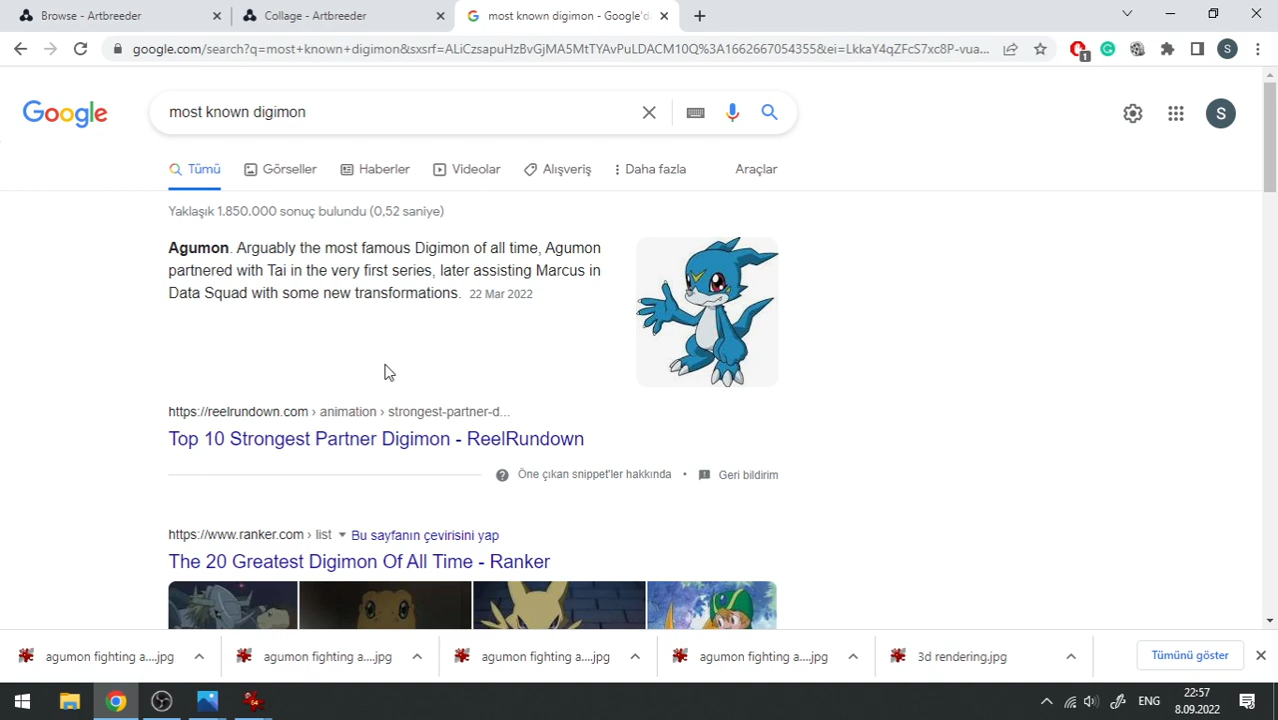 Browse - Artbreeder
Collage - Artbreeder
most known digimon - Google'da
google.com/search?q=most+known+digimon&sxsrf=ALiCzsapuHzBvGjMA5MtTYAvPuLDACM10Q%3A1662667054355&ei=LkkaY4qZFcS7xc8P-vua...
1
S
Google
most known digimon
S
Tümü
Görseller
Haberler
Videolar
Alışveriş
Daha fazla
Araçlar
Yaklaşık 1.850.000 sonuç bulundu (0,52 saniye)
Agumon. Arguably the most famous Digimon of all time, Agumon
partnered with Tai in the very first series, later assisting Marcus in
Data Squad with some new transformations. 22 Mar 2022
https://reelrundown.com › animation › strongest-partner-d...
Top 10 Strongest Partner Digimon - ReelRundown
Öne çıkan snippet'ler hakkında • Geri bildirim
https://www.ranker.com › list Bu sayfanın çevirisini yap
The 20 Greatest Digimon Of All Time - Ranker
agumon fighting a....jpg
agumon fighting a....jpg
agumon fighting a....jpg
agumon fighting a....jpg
3d rendering.jpg
Tümünü göster
64
ENG
22:57
8.09.2022